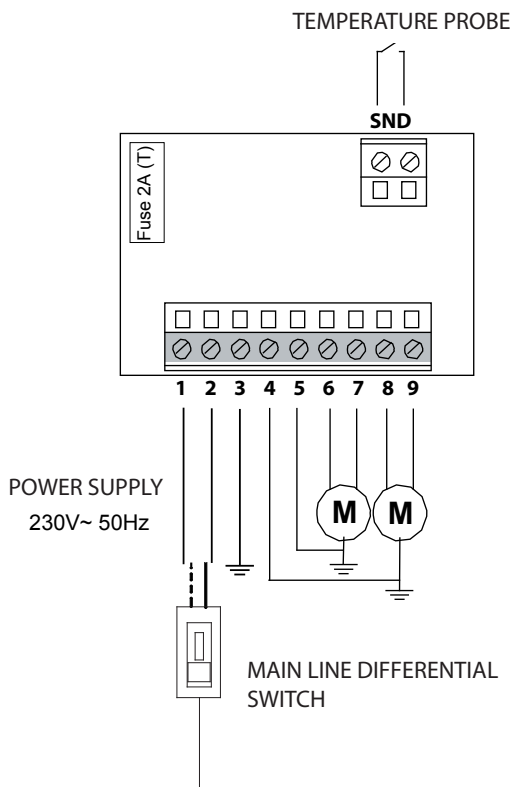 TEMPERATURE PROBE
SND
Fuse 2A (T)
1 2 3 4 5 6 7 8 9
POWER SUPPLY
230V~ 50Hz
M M
MAIN LINE DIFFERENTIAL
SWITCH